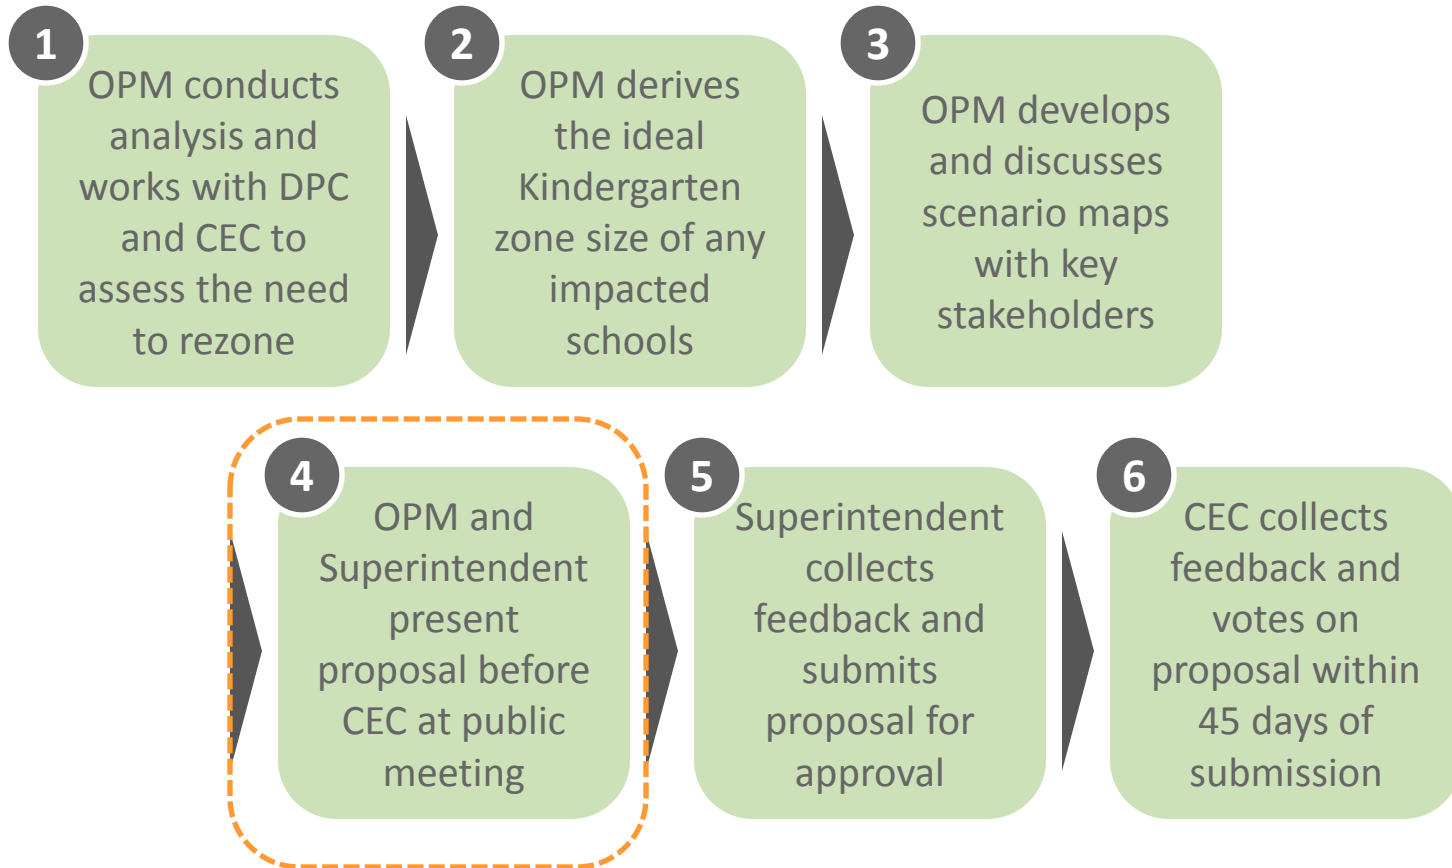 1
OPM conducts
analysis and
works with DPC
and CEC to
assess the need
to rezone
2
OPM derives
the ideal
Kindergarten
zone size of any
impacted
schools
3
OPM develops
and discusses
scenario maps
with key
stakeholders
4
OPM and
Superintendent
present
proposal before
CEC at public
meeting
5
Superintendent
collects
feedback and
submits
proposal for
approval
6
CEC collects
feedback and
votes on
proposal within
45 days of
submission